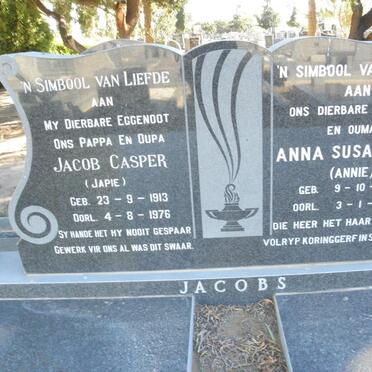 'N SIMBOOL VAN LIEFDE
AAN
MY DIERBARE EGGENOOT
ONS PAPPA EN OUPA
JACOB CASPER
(JAPIE)
GEB. 23 - 9 - 1913
OORL. 4 - 8 - 1976
SY HANDE HET HY NOOIT GESPAAR
GEWERK VIR ONS AL WAS DIT SWAAR.
'N SIMBOOL VA
AAN
ONS DIERBARE
EN OUMA
ANNA SUSA
(ANNIE)
GEB. 9 - 10 -
OORL. 3 - 1 -
DIE HEER HET HAAR
VOLRYP KORINGGERF IN S
JACOBS